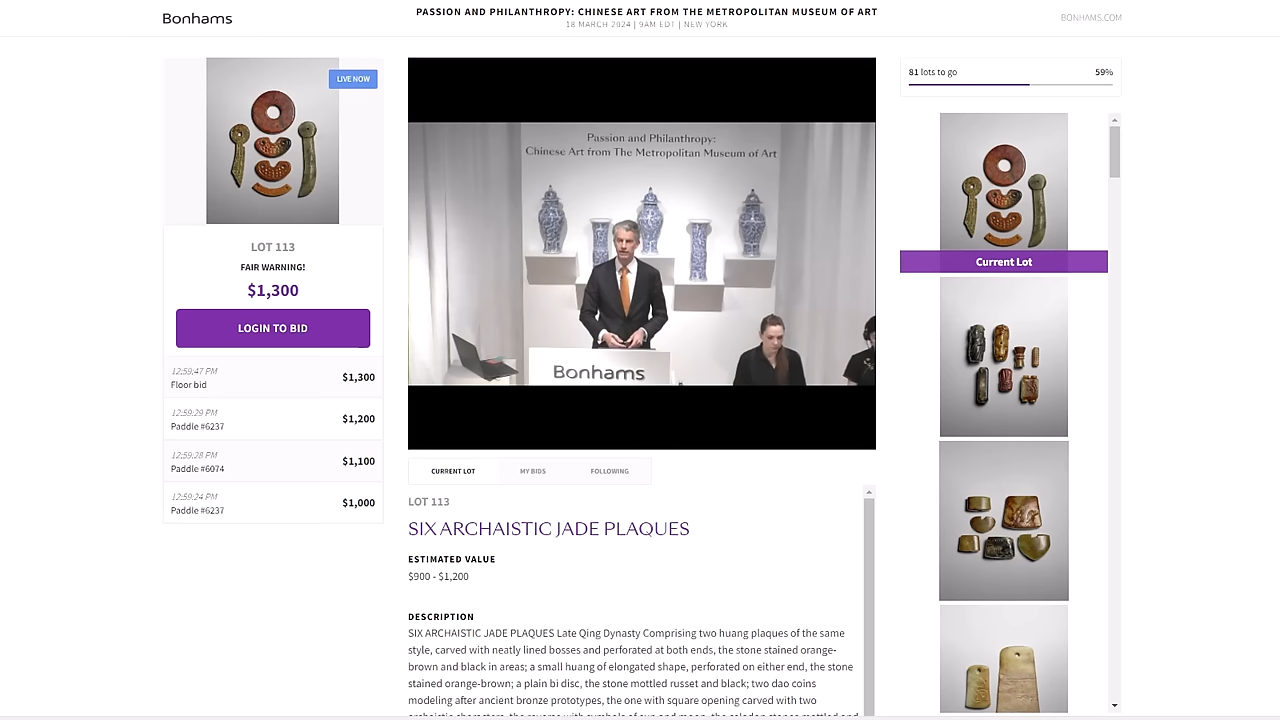 Bonhams
PASSION AND PHILANTHROPY: CHINESE ART FROM THE METROPOLITAN MUSEUM OF ART
18 MARCH 2024 | 9AM EDT | NEW YORK
BONHAMS.COM
LIVE NOW
LOT 113
FAIR WARNING!
$1,300
LOGIN TO BID
12:59:47 PM
Floor bid
$1,300
12:59:29 PM
Paddle #6237
$1,200
12:59:28 PM
Paddle #6074
$1,100
12:59:24 PM
Paddle #6237
$1,000
Passion and Philanthropy:
Chinese Art from The Metropolitan Museum of Art
Bonhams
CURRENT LOT
MY BIDS
FOLLOWING
LOT 113
SIX ARCHAISTIC JADE PLAQUES
ESTIMATED VALUE
$900 - $1,200
DESCRIPTION
SIX ARCHAISTIC JADE PLAQUES Late Qing Dynasty Comprising two huang plaques of the same
style, carved with neatly lined bosses and perforated at both ends, the stone stained orange-
brown and black in areas; a small huang of elongated shape, perforated on either end, the stone
stained orange-brown; a plain bi disc, the stone mottled russet and black; two dao coins
modeling after ancient bronze prototypes, the one with square opening carved with two
81 lots to go
59%
Current Lot